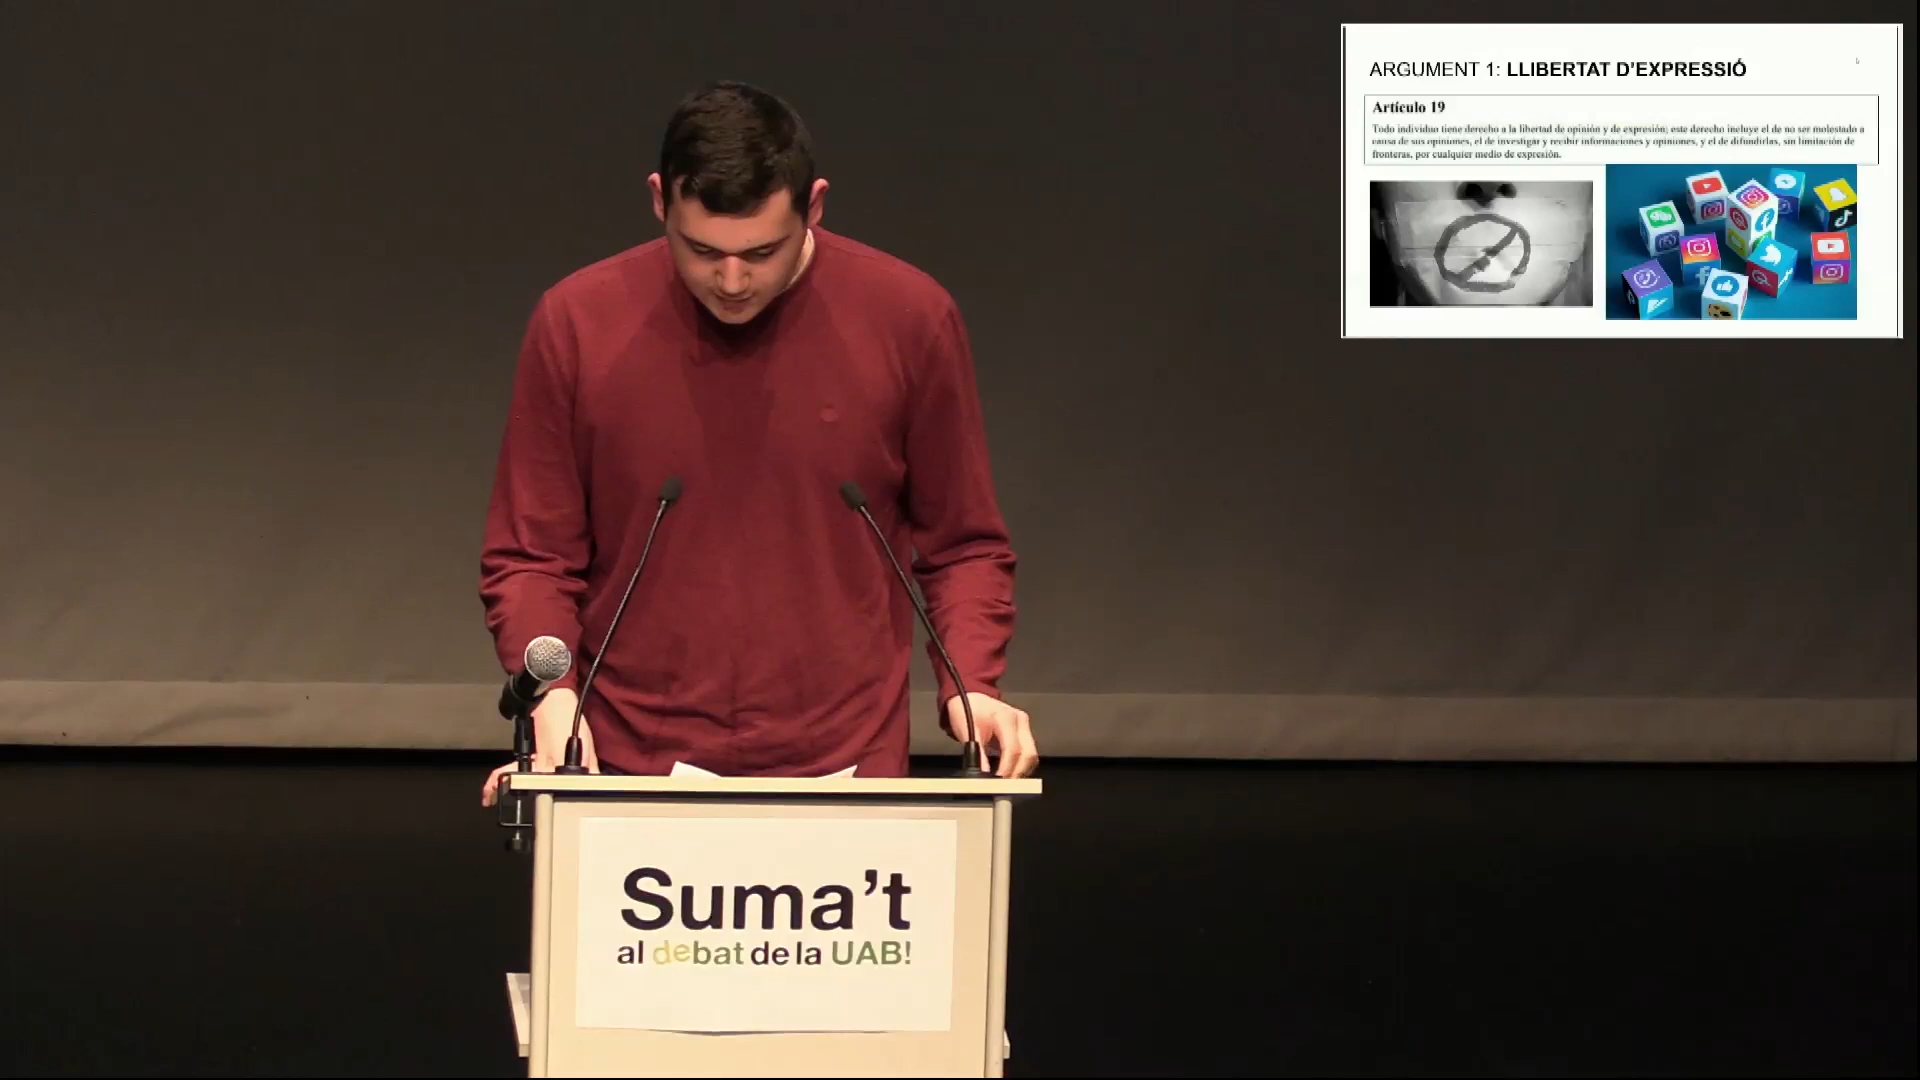 ARGUMENT 1: LLIBERTAT D'EXPRESSIÓ
Artículo 19
Todo individuo tiene derecho a la libertad de opinión y de expresión; este derecho incluye el de no ser molestado a
causa de sus opiniones, el de investigar y recibir informaciones y opiniones, y el de difundirlas, sin limitación de
fronteras, por cualquier medio de expresión.
Suma't
al debat de la UAB!